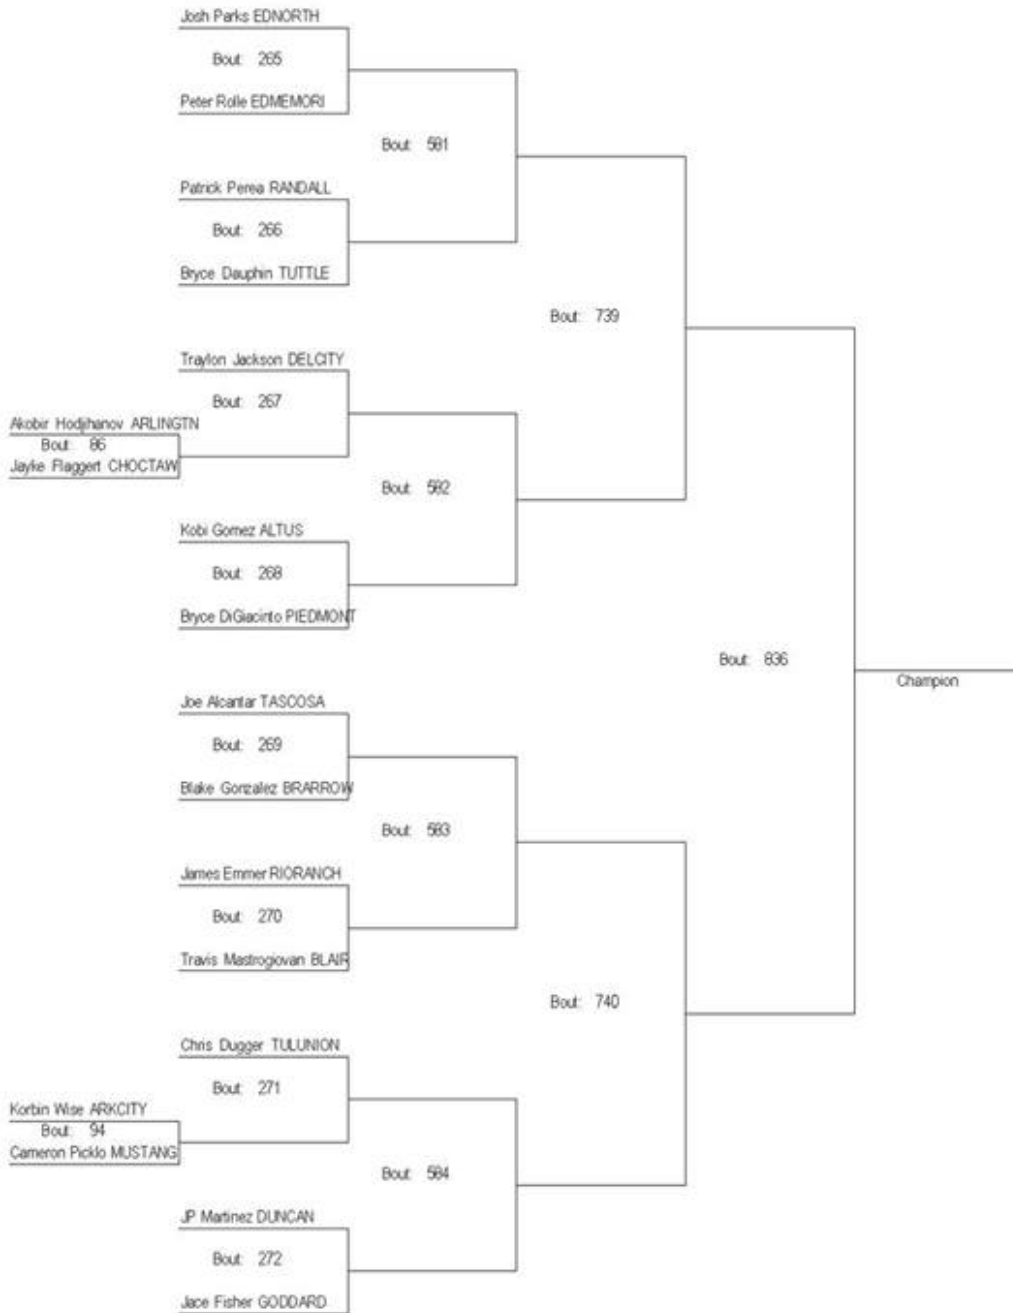 Josh Parks EDNORTH
Bout: 265
Peter Rolle EDMEMORI
Bout: 581
Patrick Perea RANDALL
Bout: 266
Bryce Dauphin TUTTLE
Bout: 739
Traylon Jackson DELCITY
Bout: 267
Akobir Hodjihanov ARLINGTN
Bout: 86
Jayke Flaggert CHOCTAW
Bout: 582
Kobi Gomez ALTUS
Bout: 268
Bryce DiGiacinto PIEDMONT
Bout: 836
Champion
Joe Alcantar TASCOSA
Bout: 269
Blake Gonzalez BRARROW
Bout: 583
James Emmer RIORANCH
Bout: 270
Travis Mastrogiovan BLAIR
Bout: 740
Chris Dugger TULUNION
Bout: 271
Korbin Wise ARKCITY
Bout: 94
Cameron Picklo MUSTANG
Bout: 584
JP Martinez DUNCAN
Bout: 272
Jace Fisher GODDARD